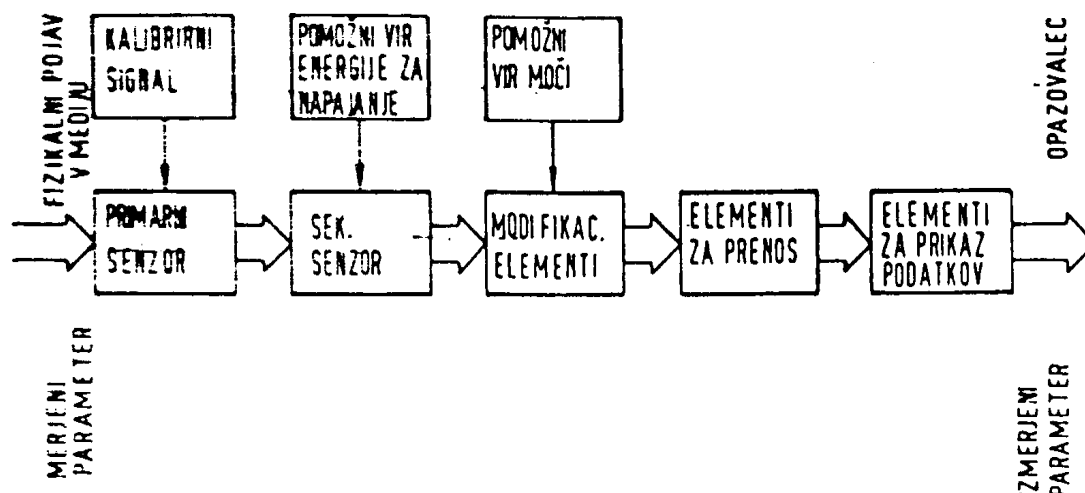 FIZIKALNI POJAV
V MEDIJU
KALIBRIRNI
SIGNAL
POMOŽNI VIR
ENERGIJE ZA
NAPAJANJE
POMOŽNI
VIR MOČI
OPAZOVALEC
PRIMARNI
SENZOR
SEK.
SENZOR
MODIFIKAC.
ELEMENTI
ELEMENTI
ZA PRENOS
ELEMENTI
ZA PRIKAZ
PODATKOV
MERJENI
PARAMETER
ZMERJENI
PARAMETER